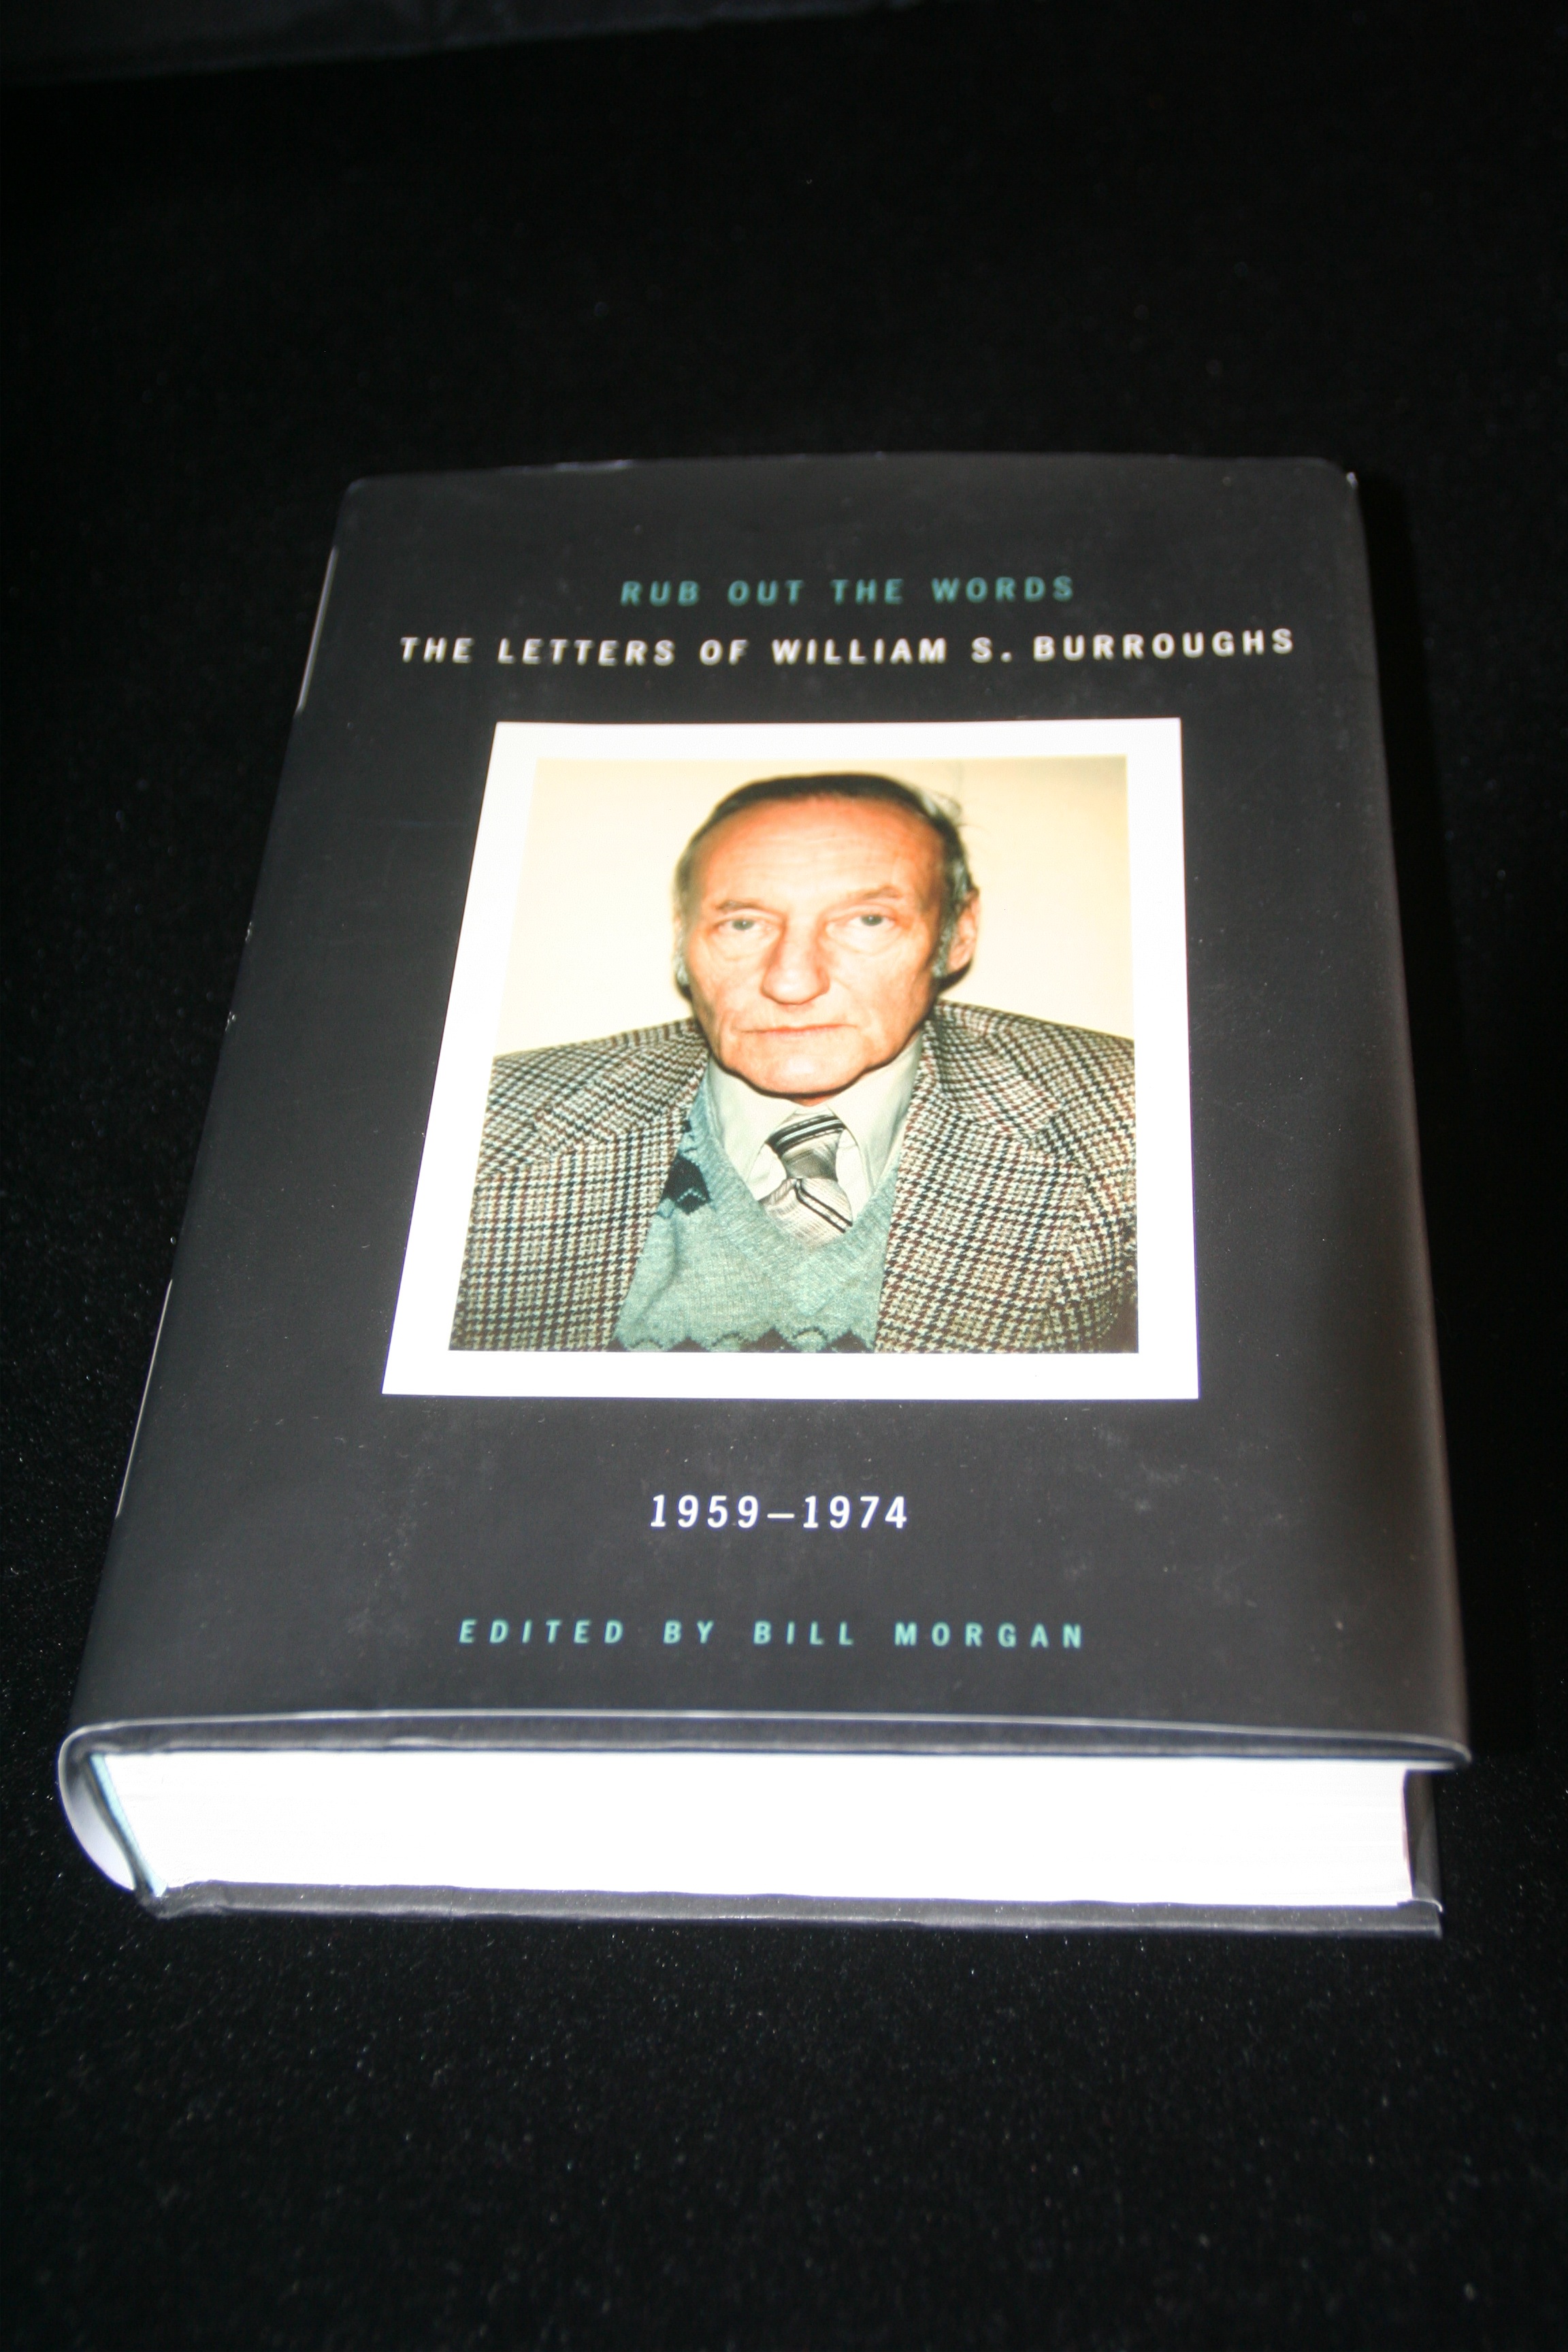 RUB OUT THE WORDS
THE LETTERS OF WILLIAM S. BURROUGHS
1959–1974
EDITED BY BILL MORGAN